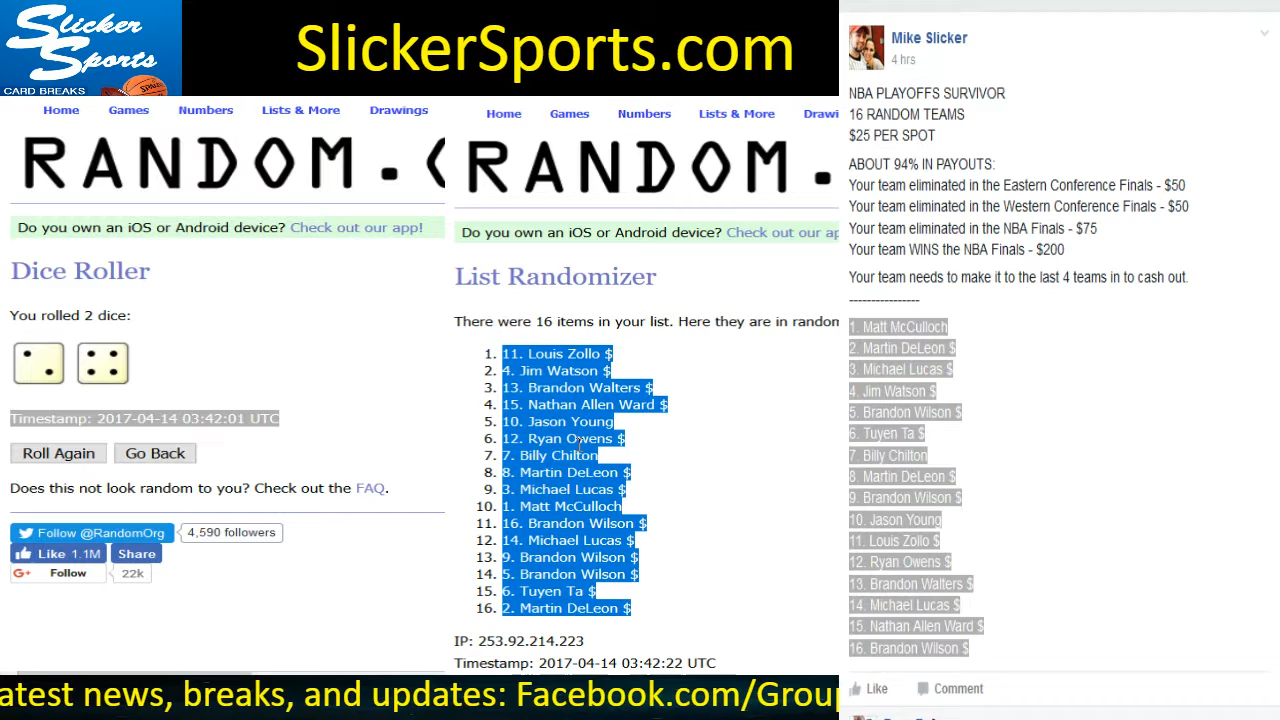 Slicker
Sports
CARD BREAKS
SlickerSports.com
Home Games Numbers Lists & More Drawings
RANDOM.
Do you own an iOS or Android device? Check out our app!
Dice Roller
You rolled 2 dice:
Timestamp: 2017-04-14 03:42:01 UTC
Roll Again Go Back
Does this not look random to you? Check out the FAQ.
Follow @RandomOrg 4,590 followers
Like 1.1M Share
G+ Follow 22k
Home Games Numbers Lists & More Drawi
RANDOM.
Do you own an iOS or Android device? Check out our ap
List Randomizer
There were 16 items in your list. Here they are in random
1. 11. Louis Zollo $
2. 4. Jim Watson $
3. 13. Brandon Walters $
4. 15. Nathan Allen Ward $
5. 10. Jason Young
6. 12. Ryan Owens $
7. 7. Billy Chilton
8. 8. Martin DeLeon $
9. 3. Michael Lucas $
10. 1. Matt McCulloch
11. 16. Brandon Wilson $
12. 14. Michael Lucas $
13. 9. Brandon Wilson $
14. 5. Brandon Wilson $
15. 6. Tuyen Ta $
16. 2. Martin DeLeon $
IP: 253.92.214.223
Timestamp: 2017-04-14 03:42:22 UTC
Mike Slicker
4 hrs
NBA PLAYOFFS SURVIVOR
16 RANDOM TEAMS
$25 PER SPOT
ABOUT 94% IN PAYOUTS:
Your team eliminated in the Eastern Conference Finals - $50
Your team eliminated in the Western Conference Finals - $50
Your team eliminated in the NBA Finals - $75
Your team WINS the NBA Finals - $200
Your team needs to make it to the last 4 teams in to cash out.
----------------
1. Matt McCulloch
2. Martin DeLeon $
3. Michael Lucas $
4. Jim Watson $
5. Brandon Wilson $
6. Tuyen Ta $
7. Billy Chilton
8. Martin DeLeon $
9. Brandon Wilson $
10. Jason Young
11. Louis Zollo $
12. Ryan Owens $
13. Brandon Walters $
14. Michael Lucas $
15. Nathan Allen Ward $
16. Brandon Wilson $
Like Comment
atest news, breaks, and updates: Facebook.com/Group